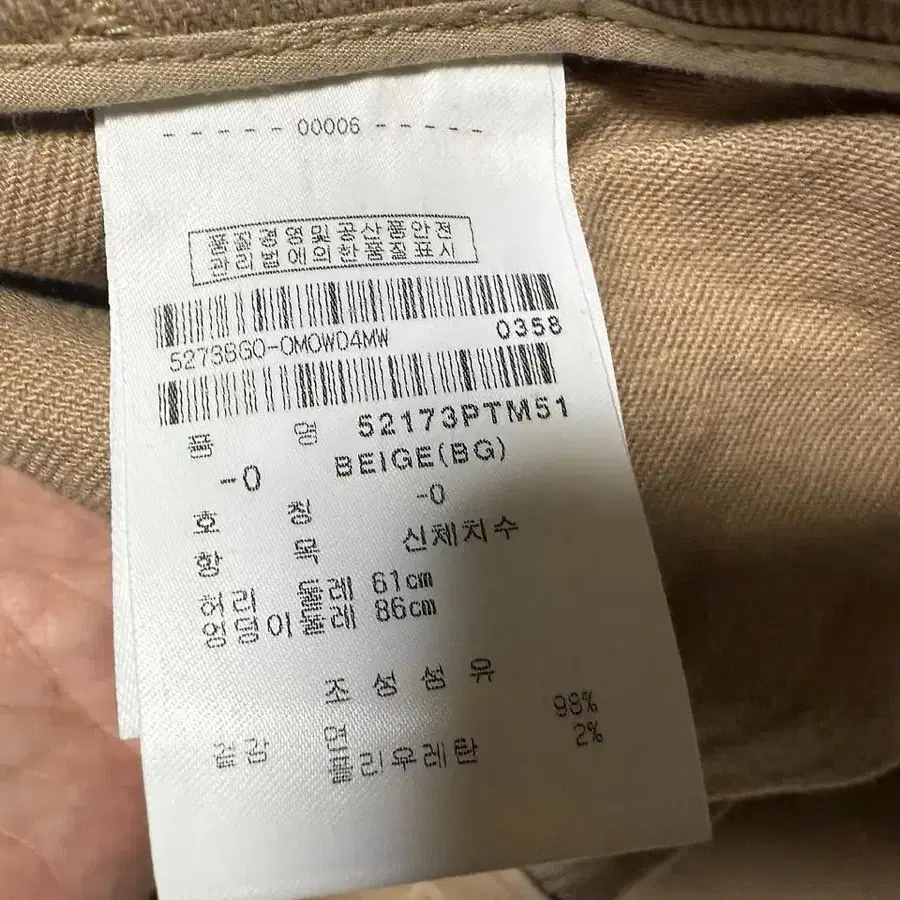 - - - - - 00006 - - - - -
품질경영및공산품안전
관리법에의한품질표시
0358
품 명 52173PTM51
-0 BEIGE(BG)
호 칭 -0
항 목 신체치수
허리 둘레 61cm
엉덩이둘레 86cm
조성섬유
겉감 면 98%
폴리우레탄 2%